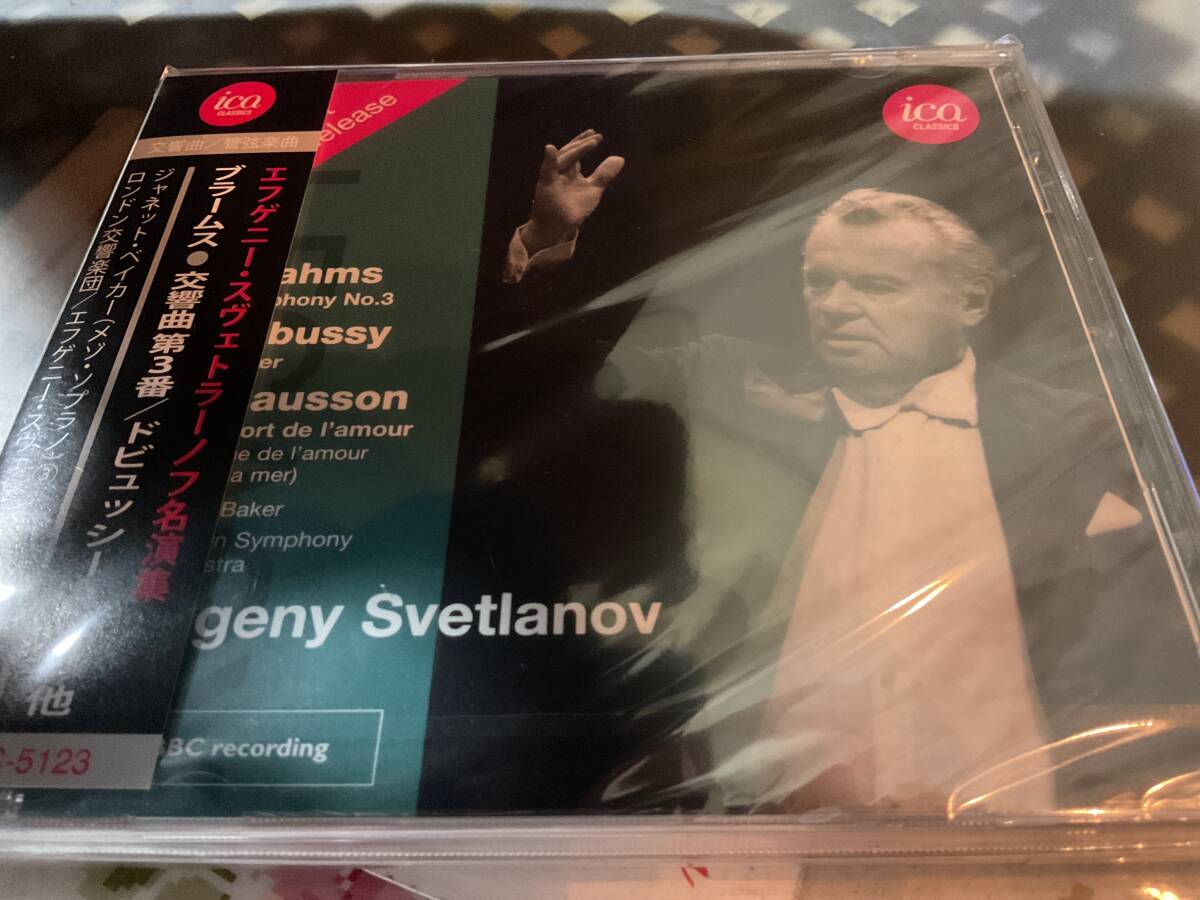 ica
CLASSICS
交響曲／管弦楽曲
エフゲニー・スヴェトラーノフ名演集
ブラームス●交響曲第3番/ドビュッシー
ジャネット・ベイカー(メゾ・ソプラノ)③
ロンドン交響楽団/エフゲニー・スヴ
他
-5123
elease
ahms
phony No.3
bussy
er
ausson
ort de l'amour
e de l'amour
a mer)
Baker
n Symphony
stra
geny Svetlanov
BC recording
ica
CLASSICS